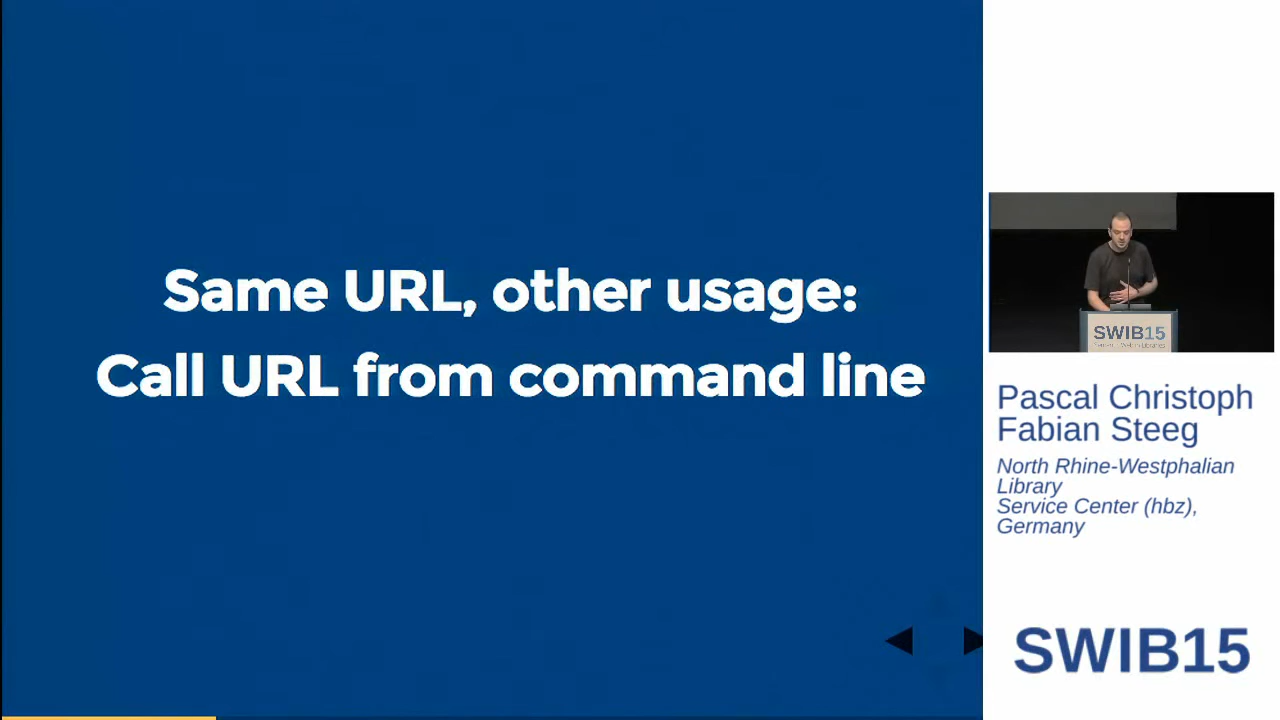 Same URL, other usage:
Call URL from command line
SWIB15
Pascal Christoph
Fabian Steeg
North Rhine-Westphalian
Library
Service Center (hbz),
Germany
SWIB15